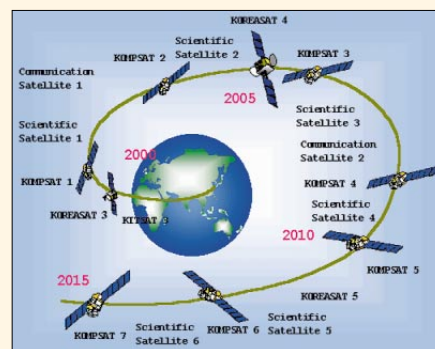 KOREASAT 4
Scientific
Satellite 2
KOMPSAT 2
KOMPSAT 3
Communication
Satellite 1
2005
Scientific
Satellite 3
Scientific
Satellite 1
Communication
Satellite 2
2000
KOMPSAT 1
KOMPSAT 4
KOREASAT 3
KITSAT 3
Scientific
Satellite 4
2010
KOMPSAT 5
2015
KOREASAT 5
KOMPSAT 7
Scientific
Satellite 6
KOMPSAT 6
Scientific
Satellite 5